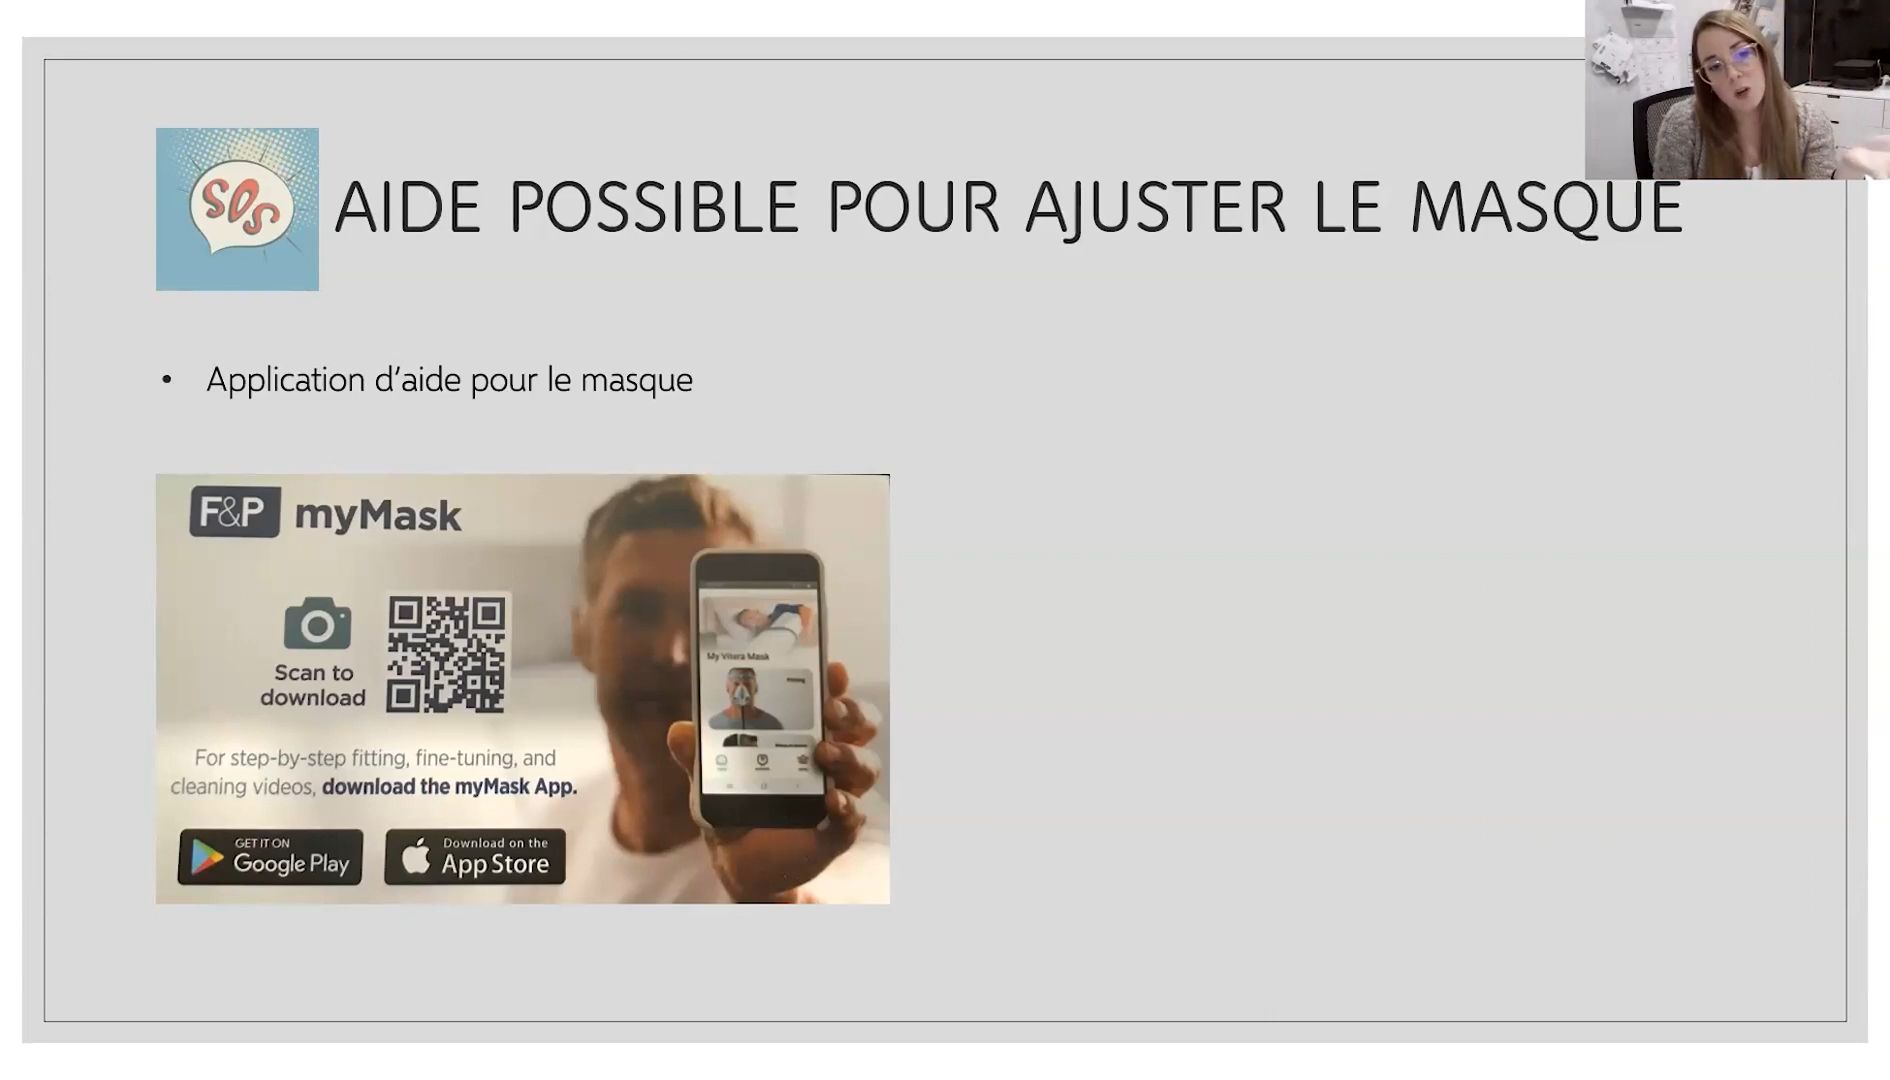 SOS
AIDE POSSIBLE POUR AJUSTER LE MASQUE
• Application d'aide pour le masque
F&P myMask
Scan to
download
My Vitera Mask
For step-by-step fitting, fine-tuning, and
cleaning videos, download the myMask App.
GET IT ON
Google Play
Download on the
App Store